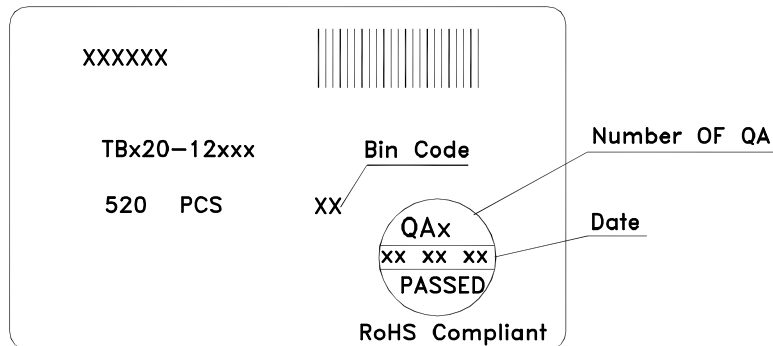 XXXXXX
TBx20-12xxx
Bin Code
Number OF QA
520 PCS
XX
QAx
Date
xx xx xx
PASSED
RoHS Compliant